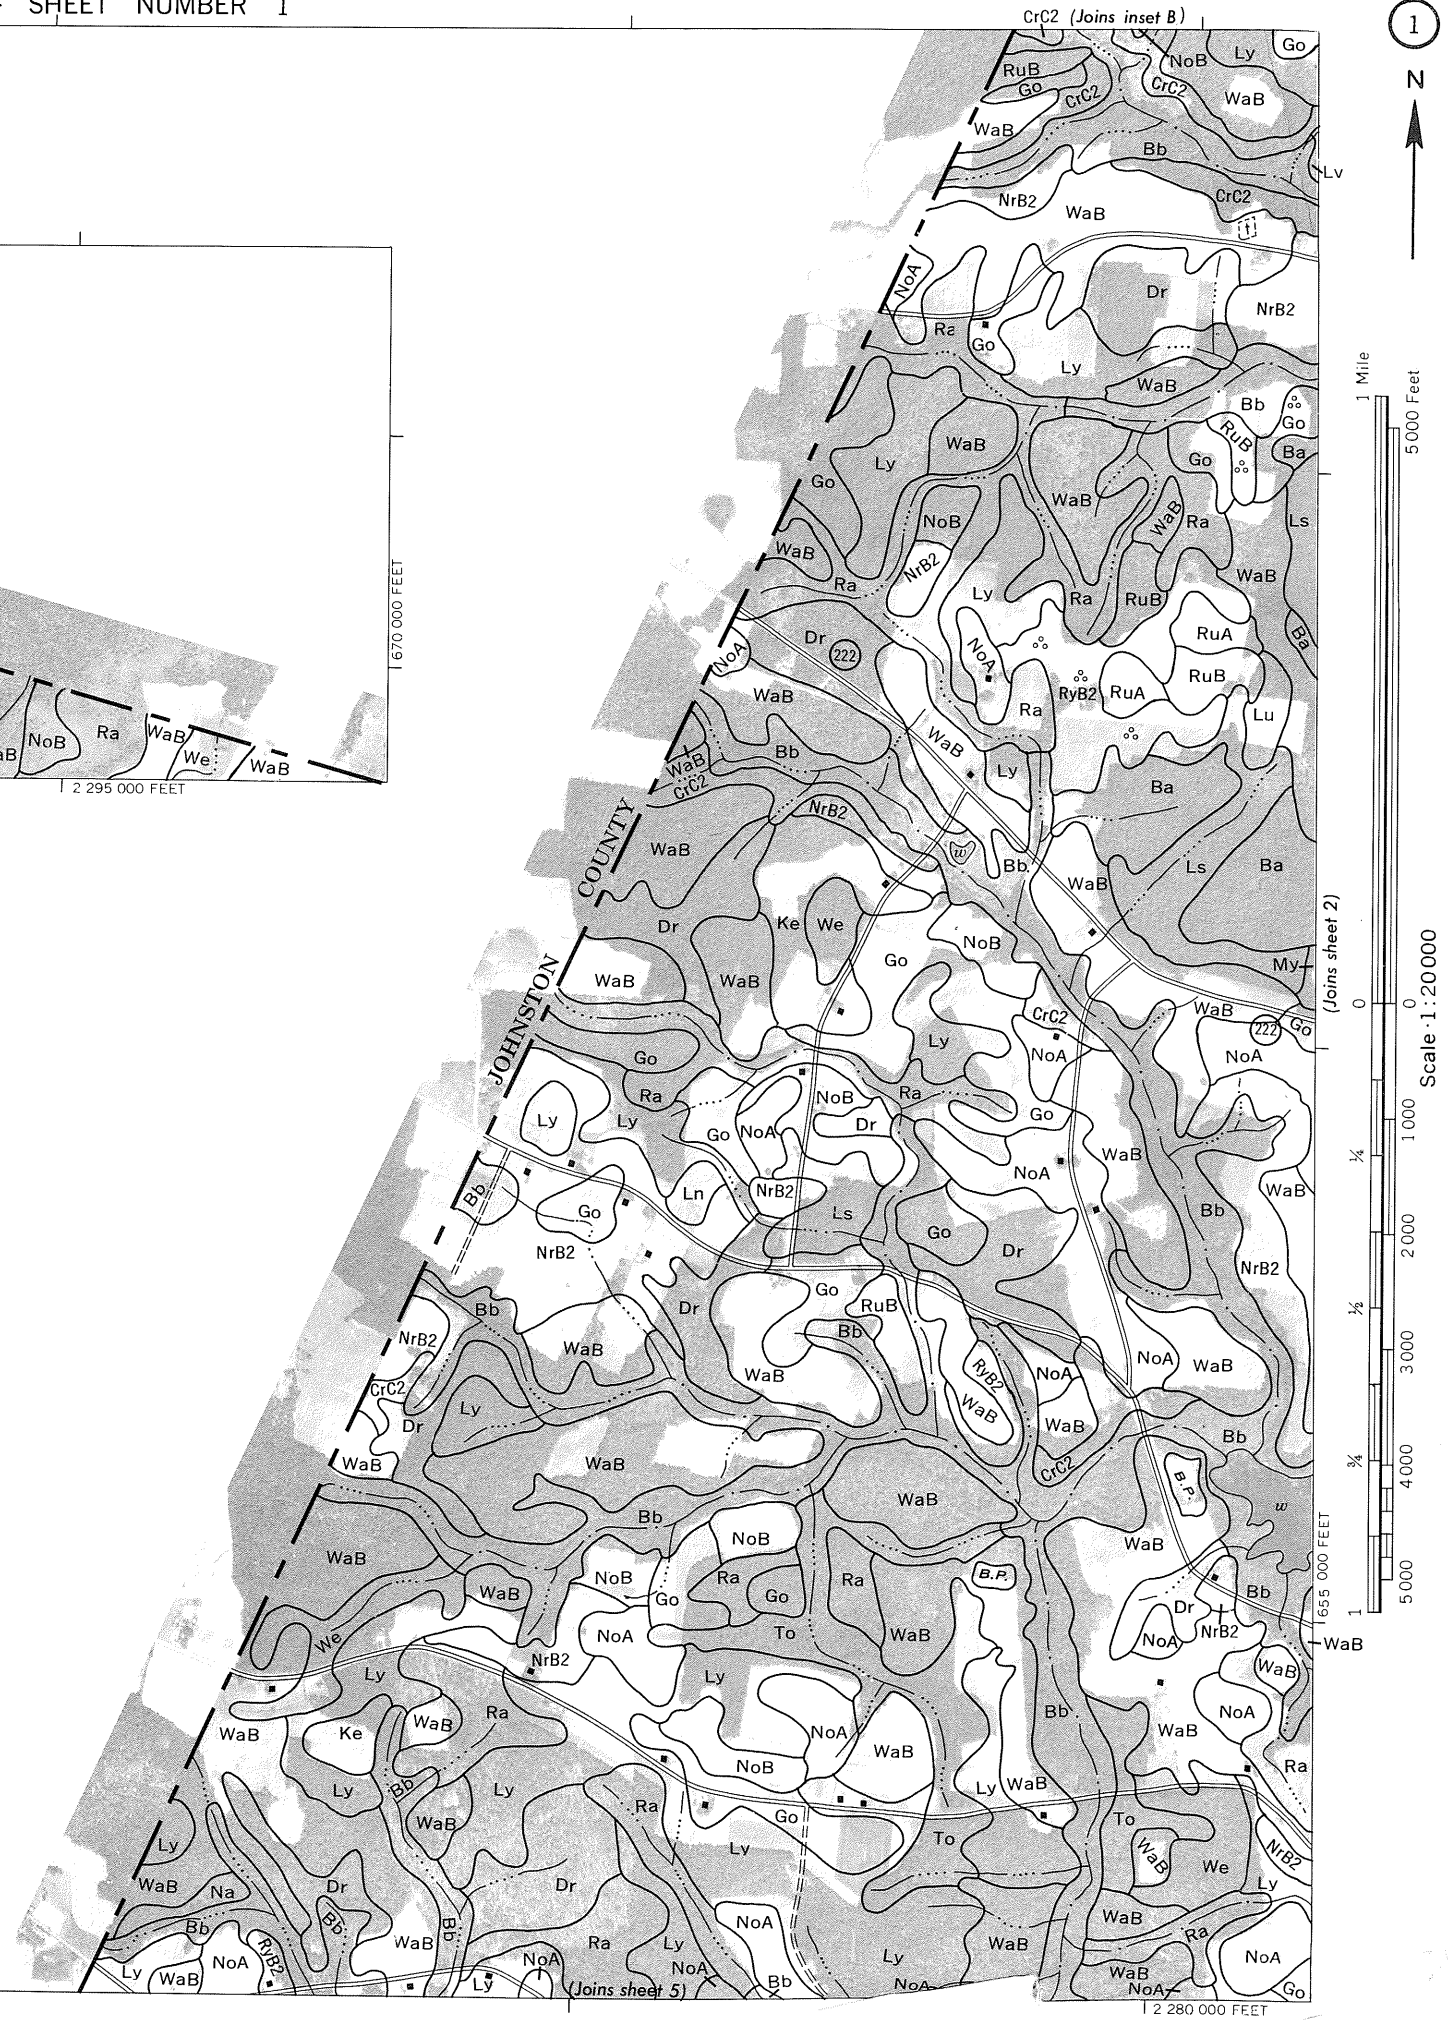 SHEET NUMBER 1
CrC2 (Joins inset B)
1
N
Go
Ly
NoB
RuB
Go
CrC2
CrC2
WaB
WaB
Bb
Lv
NrB2
CrC2
WaB
NoA
Dr
NrB2
Ra
Go
Ly
WaB
1 Mile
5000 Feet
Bb
Go
RuB
WaB
Ly
Go
Ba
Go
WaB
WaB
Ra
NoB
Ls
WaB
NrB2
WaB
Ra
Ly
Ra
RuB
670 000 FEET
RuA
Ba
Dr
222
NoA
NoA
WaB
RyB2
RuA
RuB
Ra
Lu
NoB
Ra
WaB
We
WaB
aB
2 295 000 FEET
WaB
Bb
WaB
CrC2
Ly
Ba
NrB2
COUNTY
WaB
w
Bb
Ls
Ba
WaB
Dr
Ke
We
NoB
Go
(Joins sheet 2)
My
WaB
WaB
JOHNSTON
CrC2
WaB
222
Go
0
0
Scale 1:20000
Go
Ly
NoA
NoA
Ra
NoB
Ra
Go
Ly
Ly
Go
NoA
Dr
1000
WaB
NoA
¼
Bb
Ln
NrB2
WaB
Go
Ls
Bb
NrB2
Go
Dr
2000
NrB2
Bb
Dr
Go
RuB
½
NrB2
WaB
Bb
3000
WaB
RyB2
NoA
NoA
WaB
CrC2
Ly
WaB
WaB
Dr
WaB
WaB
CrC2
Bb
¾
4000
B.P.
WaB
w
Bb
NoB
WaB
655 000 FEET
WaB
WaB
NoB
Ra
Go
Ra
B.P.
Bb
5000
1
Go
Dr
NoA
NrB2
We
NoA
To
WaB
WaB
NrB2
Ly
Ly
WaB
Ra
WaB
Ke
WaB
NoA
WaB
Bb
WaB
NoA
NoB
Ra
Ly
Bb
Ly
Ly
WaB
Ra
Go
To
To
WaB
Ly
Ly
WaB
We
NrB2
Ly
WaB
Na
Dr
Dr
WaB
Bb
Bb
Bb
WaB
Ra
Ly
NoA
Ly
WaB
Ra
NoA
Ly
WaB
NoA
RyB2
Ly
NoA
NoA
Bb
NoA
WaB
NoA
Go
(Joins sheet 5)
2 280 000 FEET